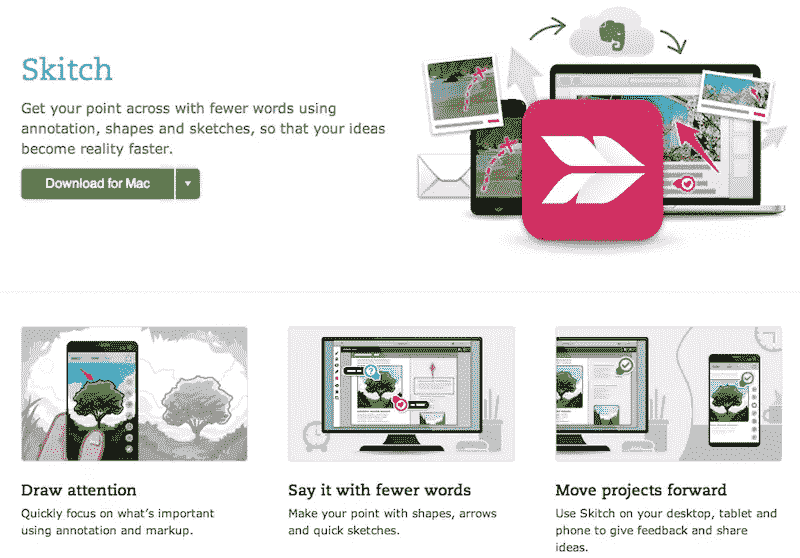 Skitch
Get your point across with fewer words using
annotation, shapes and sketches, so that your ideas
become reality faster.
Download for Mac
Draw attention
Quickly focus on what's important
using annotation and markup.
Say it with fewer words
Make your point with shapes, arrows
and quick sketches.
Move projects forward
Use Skitch on your desktop, tablet and
phone to give feedback and share
ideas.